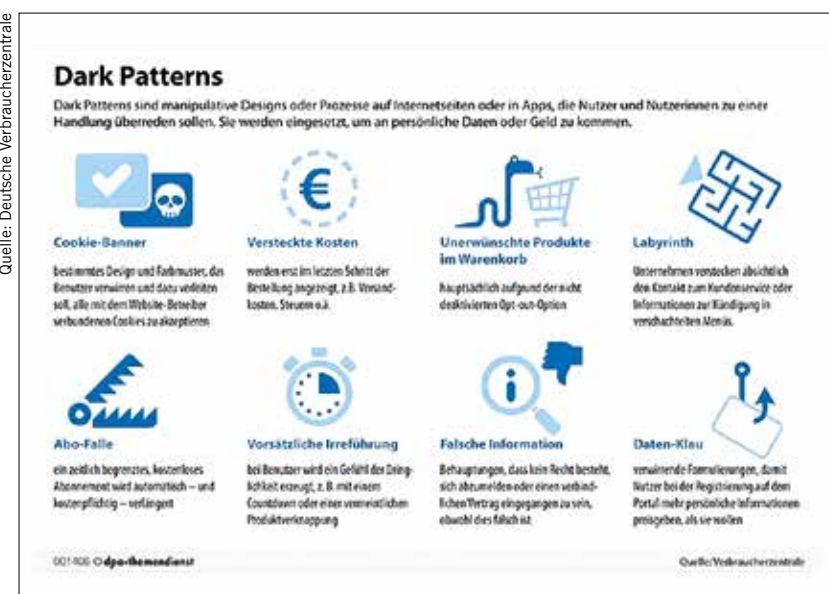 Quelle: Deutsche Verbraucherzentrale
Dark Patterns
Dark Patterns sind manipulative Designs oder Prozesse auf Internetseiten oder in Apps, die Nutzer und Nutzerinnen zu einer
Handlung überreden sollen. Sie werden eingesetzt, um an persönliche Daten oder Geld zu kommen.
Cookie-Banner
bestimmtes Design und Farbmuster, das
Benutzer verwirren und dazu verleiten
soll, alle mit dem Website-Betreiber
verbundenen Cookies zu akzeptieren
€
Versteckte Kosten
werden erst im letzten Schritt der
Bestellung angezeigt, z.B. Versand-
kosten, Steuern o.ä.
Unerwünschte Produkte
im Warenkorb
hauptsächlich aufgrund der nicht
deaktivierten Opt-out-Option
Labyrinth
Unternehmen verstecken absichtlich
den Kontakt zum Kundenservice oder
Informationen zur Kündigung in
verschachtelten Menüs.
Abo-Falle
ein zeitlich begrenztes, kostenloses
Abonnement wird automatisch – und
kostenpflichtig – verlängert
Vorsätzliche Irreführung
bei Benutzer wird ein Gefühl der Dring-
lichkeit erzeugt, z. B. mit einem
Countdown oder einer vermeintlichen
Produktverknappung
i
Falsche Information
Behauptungen, dass kein Recht besteht,
sich abzumelden oder einen verbind-
lichen Vertrag eingegangen zu sein,
obwohl dies falsch ist
Daten-Klau
verwirrende Formulierungen, damit
Nutzer bei der Registrierung auf dem
Portal mehr persönliche Informationen
preisgeben, als sie wollen
© dpa-themendienst
Quelle: Verbraucherzentrale